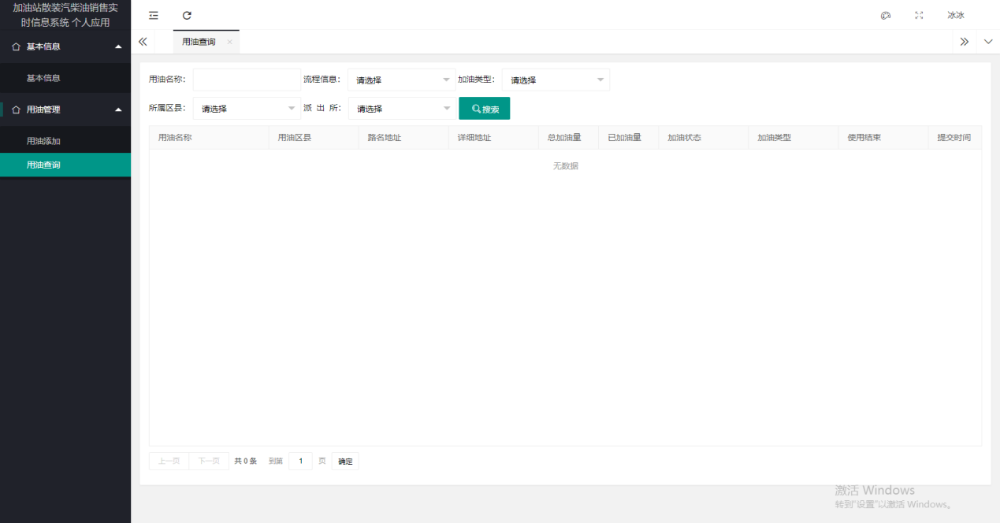 加油站散装汽柴油销售实
时信息系统 个人应用
冰冰
基本信息
基本信息
用油管理
用油添加
用油查询
用油查询
用油名称：
流程信息： 请选择
加油类型： 请选择
所属区县： 请选择
派 出 所： 请选择
搜索
用油名称 用油区县 路名地址 详细地址 总加油量 已加油量 加油状态 加油类型 使用结束 提交时间
无数据
上一页 下一页 共 0 条 到第 1 页 确定
激活 Windows
转到"设置"以激活 Windows。